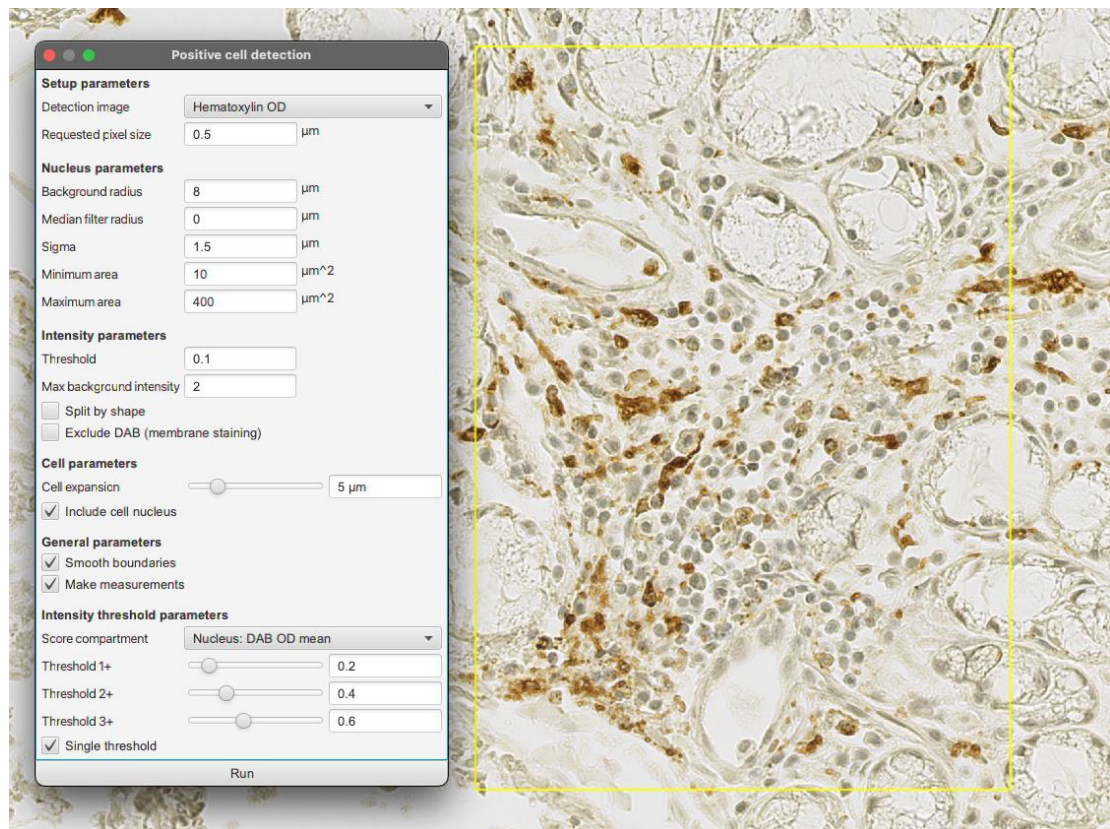 Positive cell detection
Setup parameters
Detection image Hematoxylin OD
Requested pixel size 0.5 µm
Nucleus parameters
Background radius 8 µm
Median filter radius 0 µm
Sigma 1.5 µm
Minimum area 10 µm^2
Maximum area 400 µm^2
Intensity parameters
Threshold 0.1
Max background intensity 2
Split by shape
Exclude DAB (membrane staining)
Cell parameters
Cell expansion 5 µm
Include cell nucleus
General parameters
Smooth boundaries
Make measurements
Intensity threshold parameters
Score compartment Nucleus: DAB OD mean
Threshold 1+ 0.2
Threshold 2+ 0.4
Threshold 3+ 0.6
Single threshold
Run